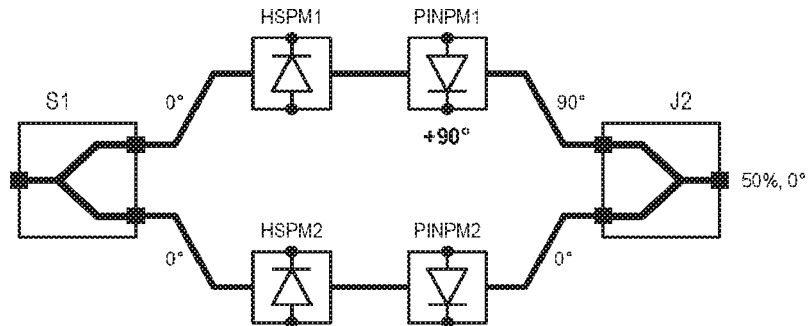 HSPM1 PINPM1
S1 0° 90° J2
+90°
50%, 0°
HSPM2 PINPM2
0° 0°